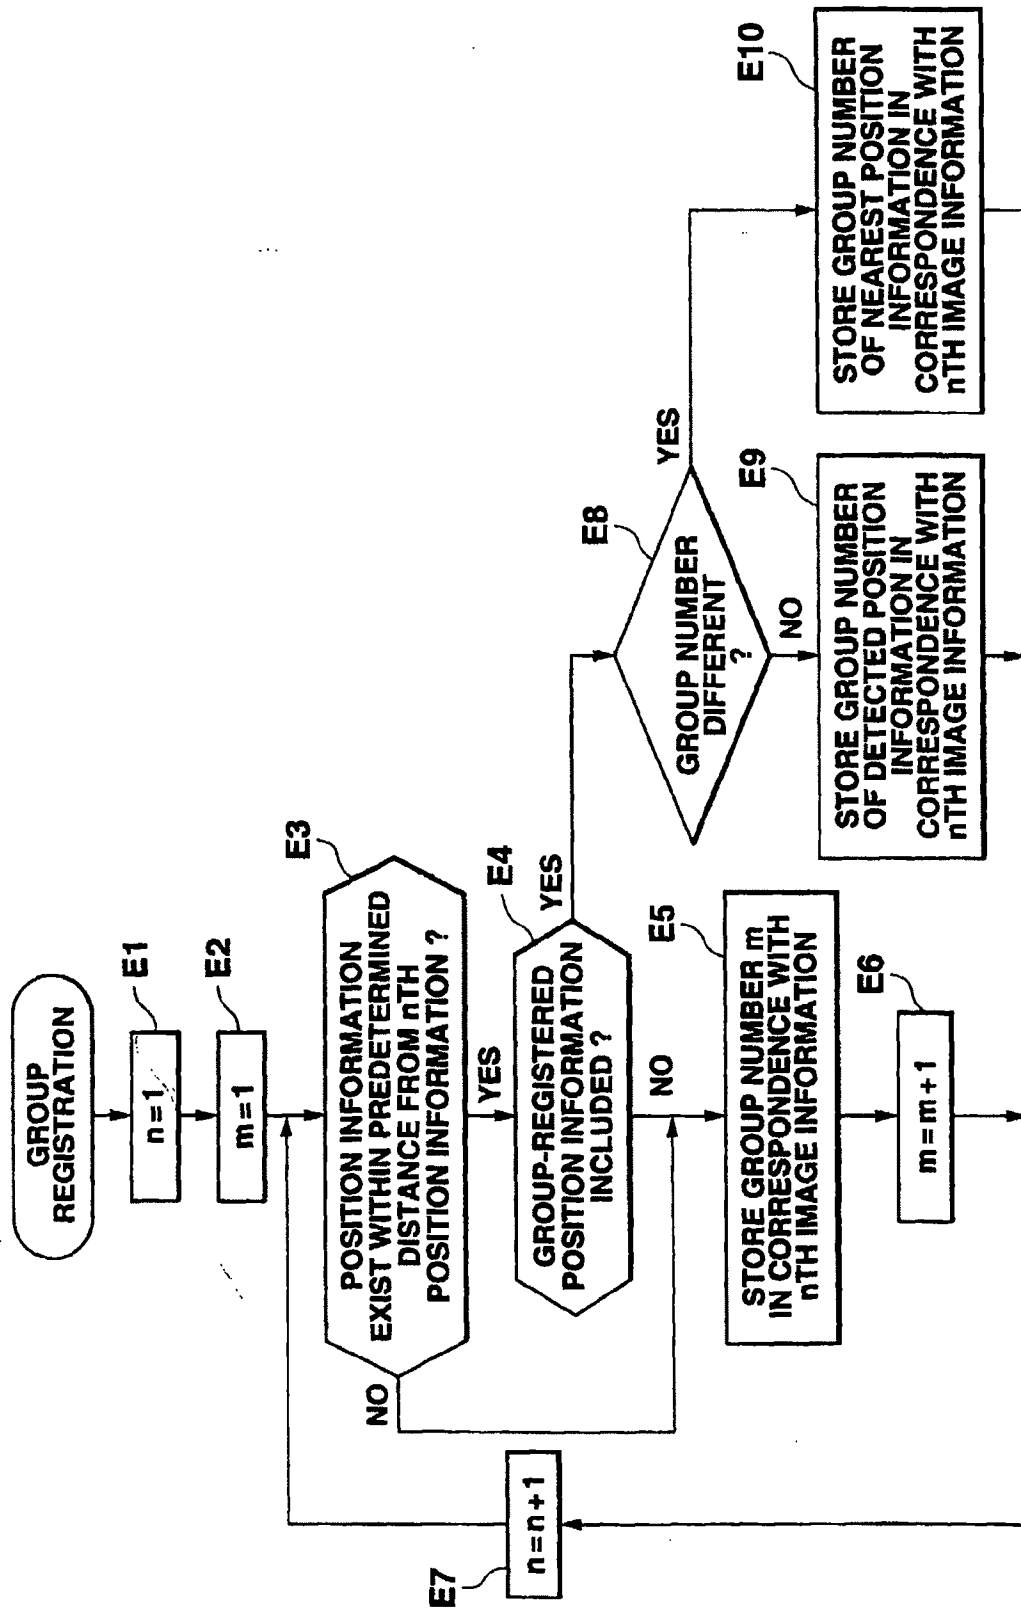 GROUP
REGISTRATION
n=1
E1
m=1
E2
POSITION INFORMATION
EXIST WITHIN PREDETERMINED
DISTANCE FROM nTH
POSITION INFORMATION ?
E3
NO
YES
GROUP-REGISTERED
POSITION INFORMATION
INCLUDED ?
E4
YES
NO
STORE GROUP NUMBER m
IN CORRESPONDENCE WITH
nTH IMAGE INFORMATION
E5
m=m+1
E6
n=n+1
E7
GROUP NUMBER
DIFFERENT
?
E8
YES
NO
STORE GROUP NUMBER
OF DETECTED POSITION
INFORMATION IN
CORRESPONDENCE WITH
nTH IMAGE INFORMATION
E9
STORE GROUP NUMBER
OF NEAREST POSITION
INFORMATION IN
CORRESPONDENCE WITH
nTH IMAGE INFORMATION
E10